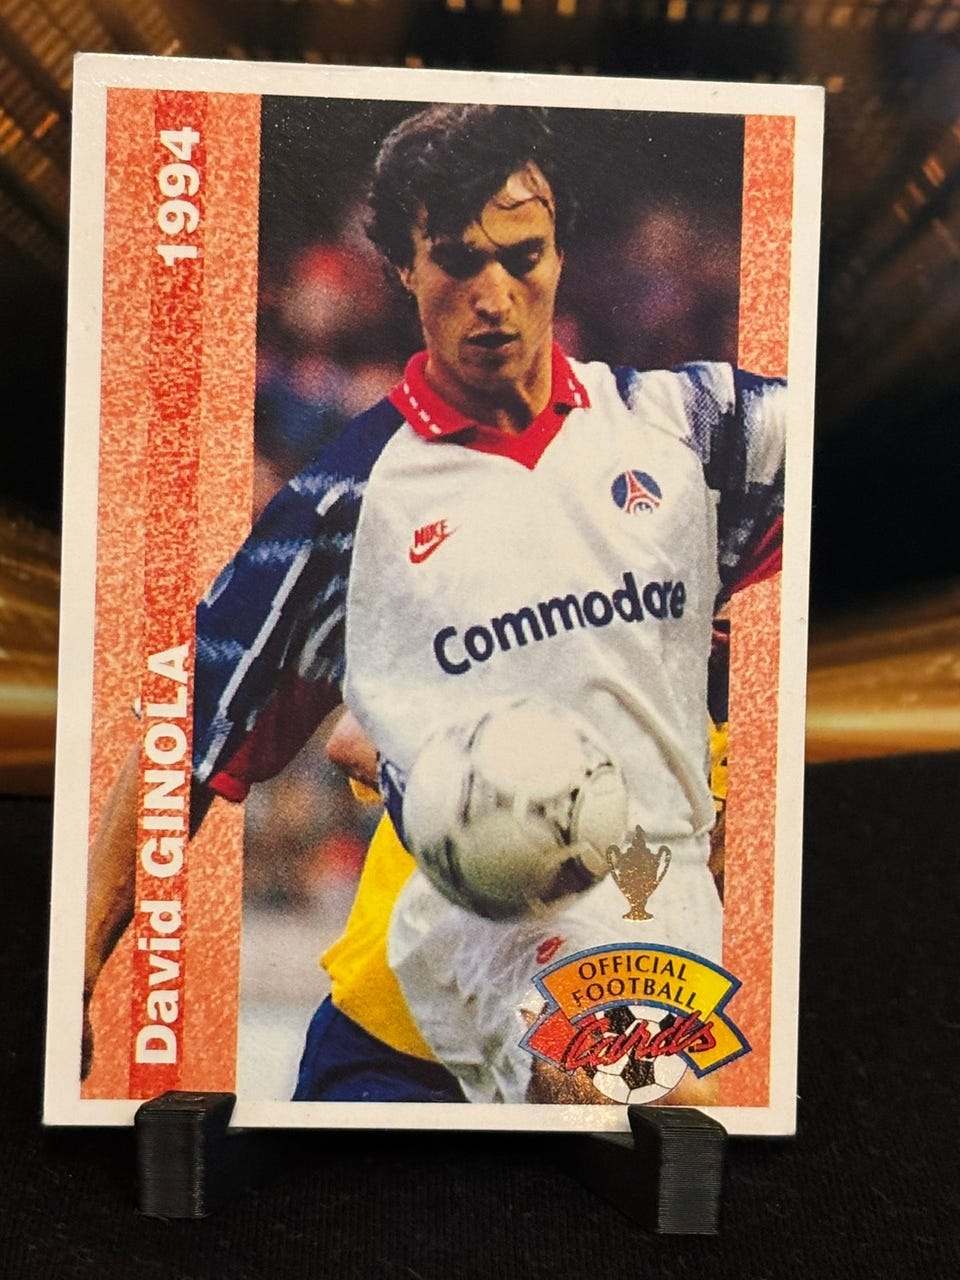 David GINOLA 1994
NIKE
Commodore
OFFICIAL
FOOTBALL
Cards